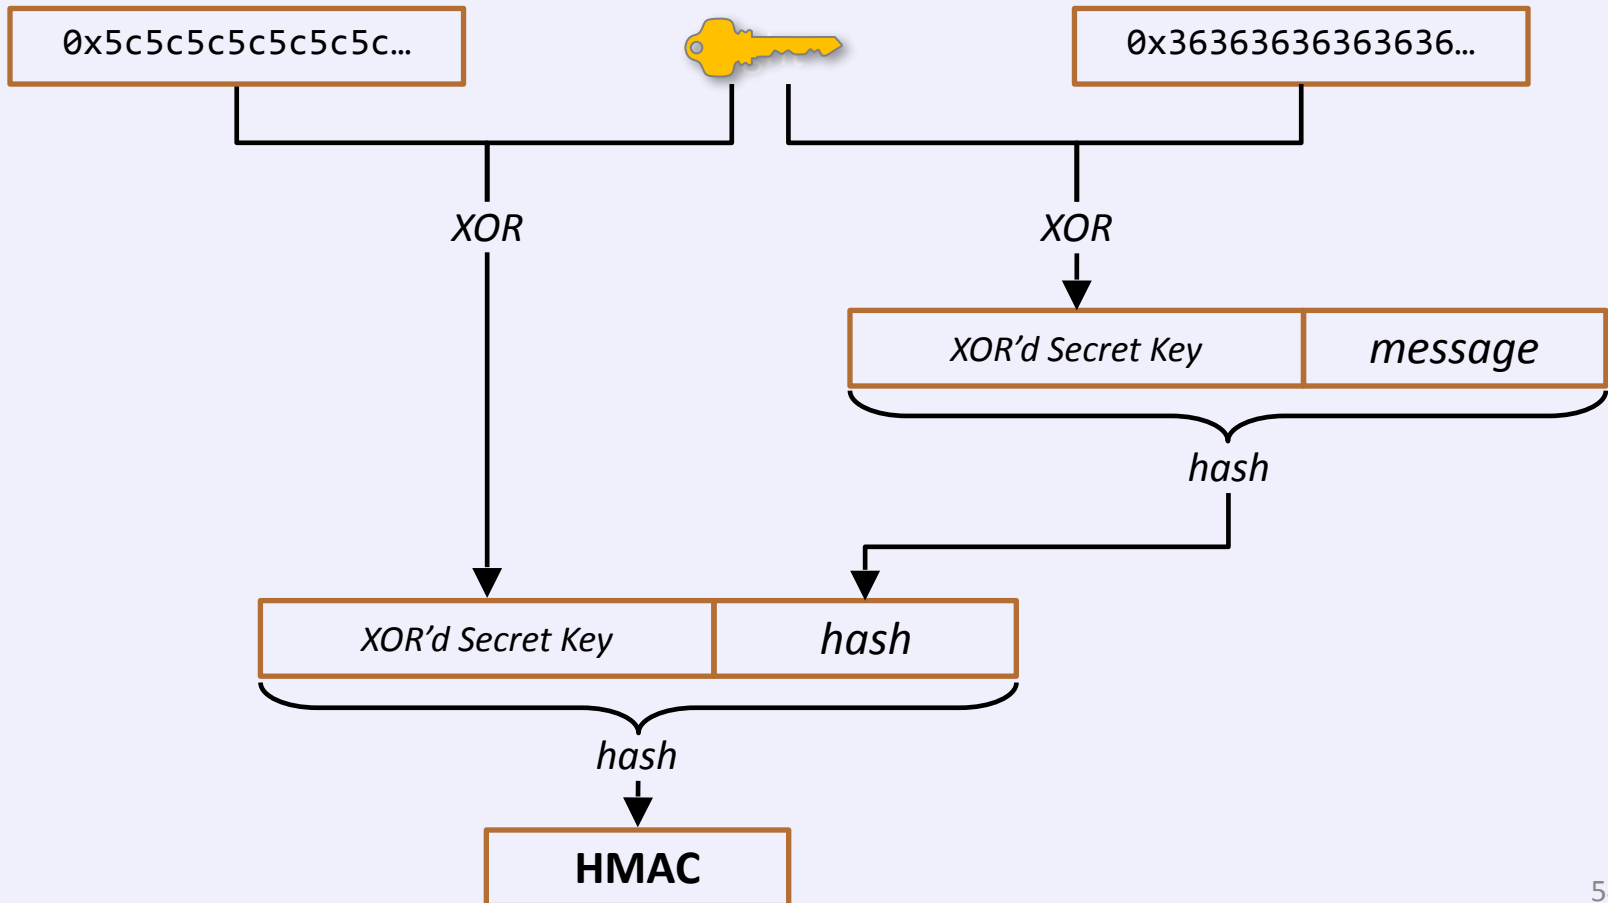 0x5c5c5c5c5c5c5c…
0x36363636363636…
XOR
XOR
XOR’d Secret Key
message
hash
XOR’d Secret Key
hash
hash
HMAC